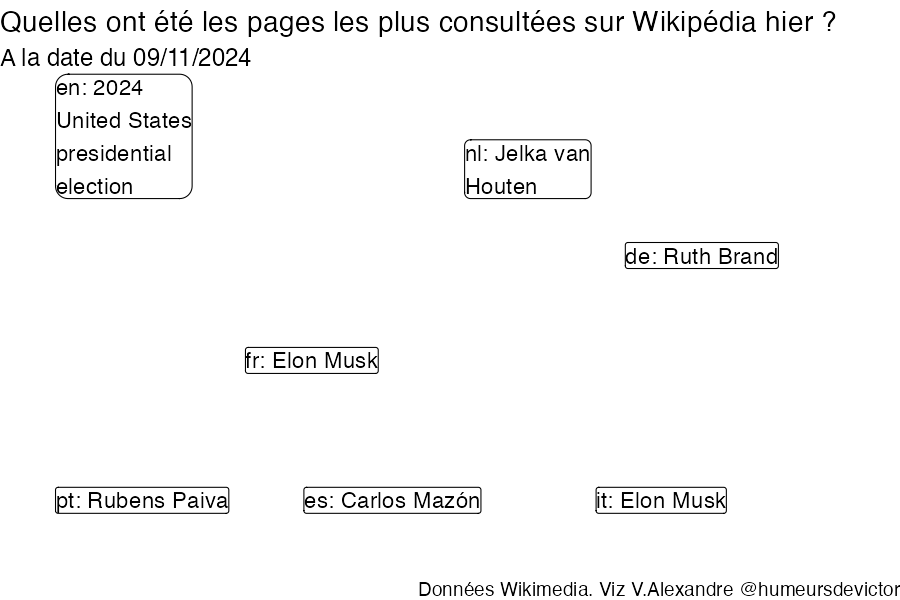 Quelles ont été les pages les plus consultées sur Wikipédia hier ?
A la date du 09/11/2024
en: 2024
United States
presidential
election
nl: Jelka van
Houten
de: Ruth Brand
fr: Elon Musk
pt: Rubens Paiva
es: Carlos Mazón
it: Elon Musk
Données Wikimedia. Viz V.Alexandre @humeursdevictor